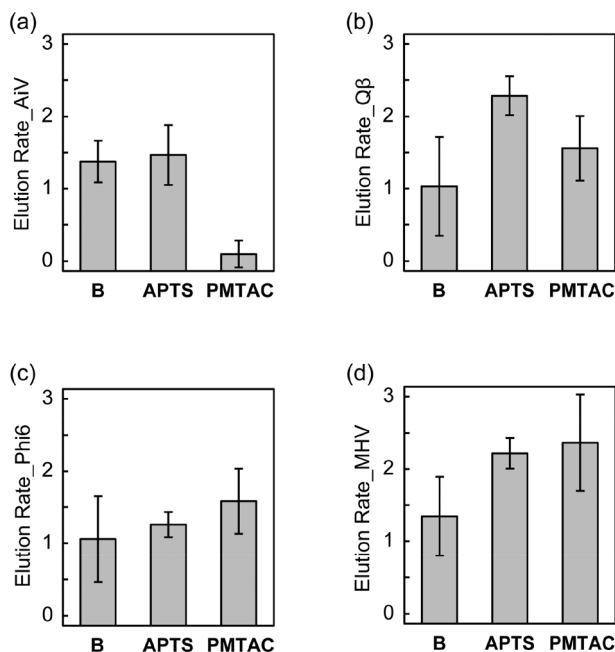 (a)
Elution Rate_AiV
3
2
1
0
B APTS PMTAC
(b)
Elution Rate_Qβ
3
2
1
0
B APTS PMTAC
(c)
Elution Rate_Phi6
3
2
1
0
B APTS PMTAC
(d)
Elution Rate_MHV
3
2
1
0
B APTS PMTAC